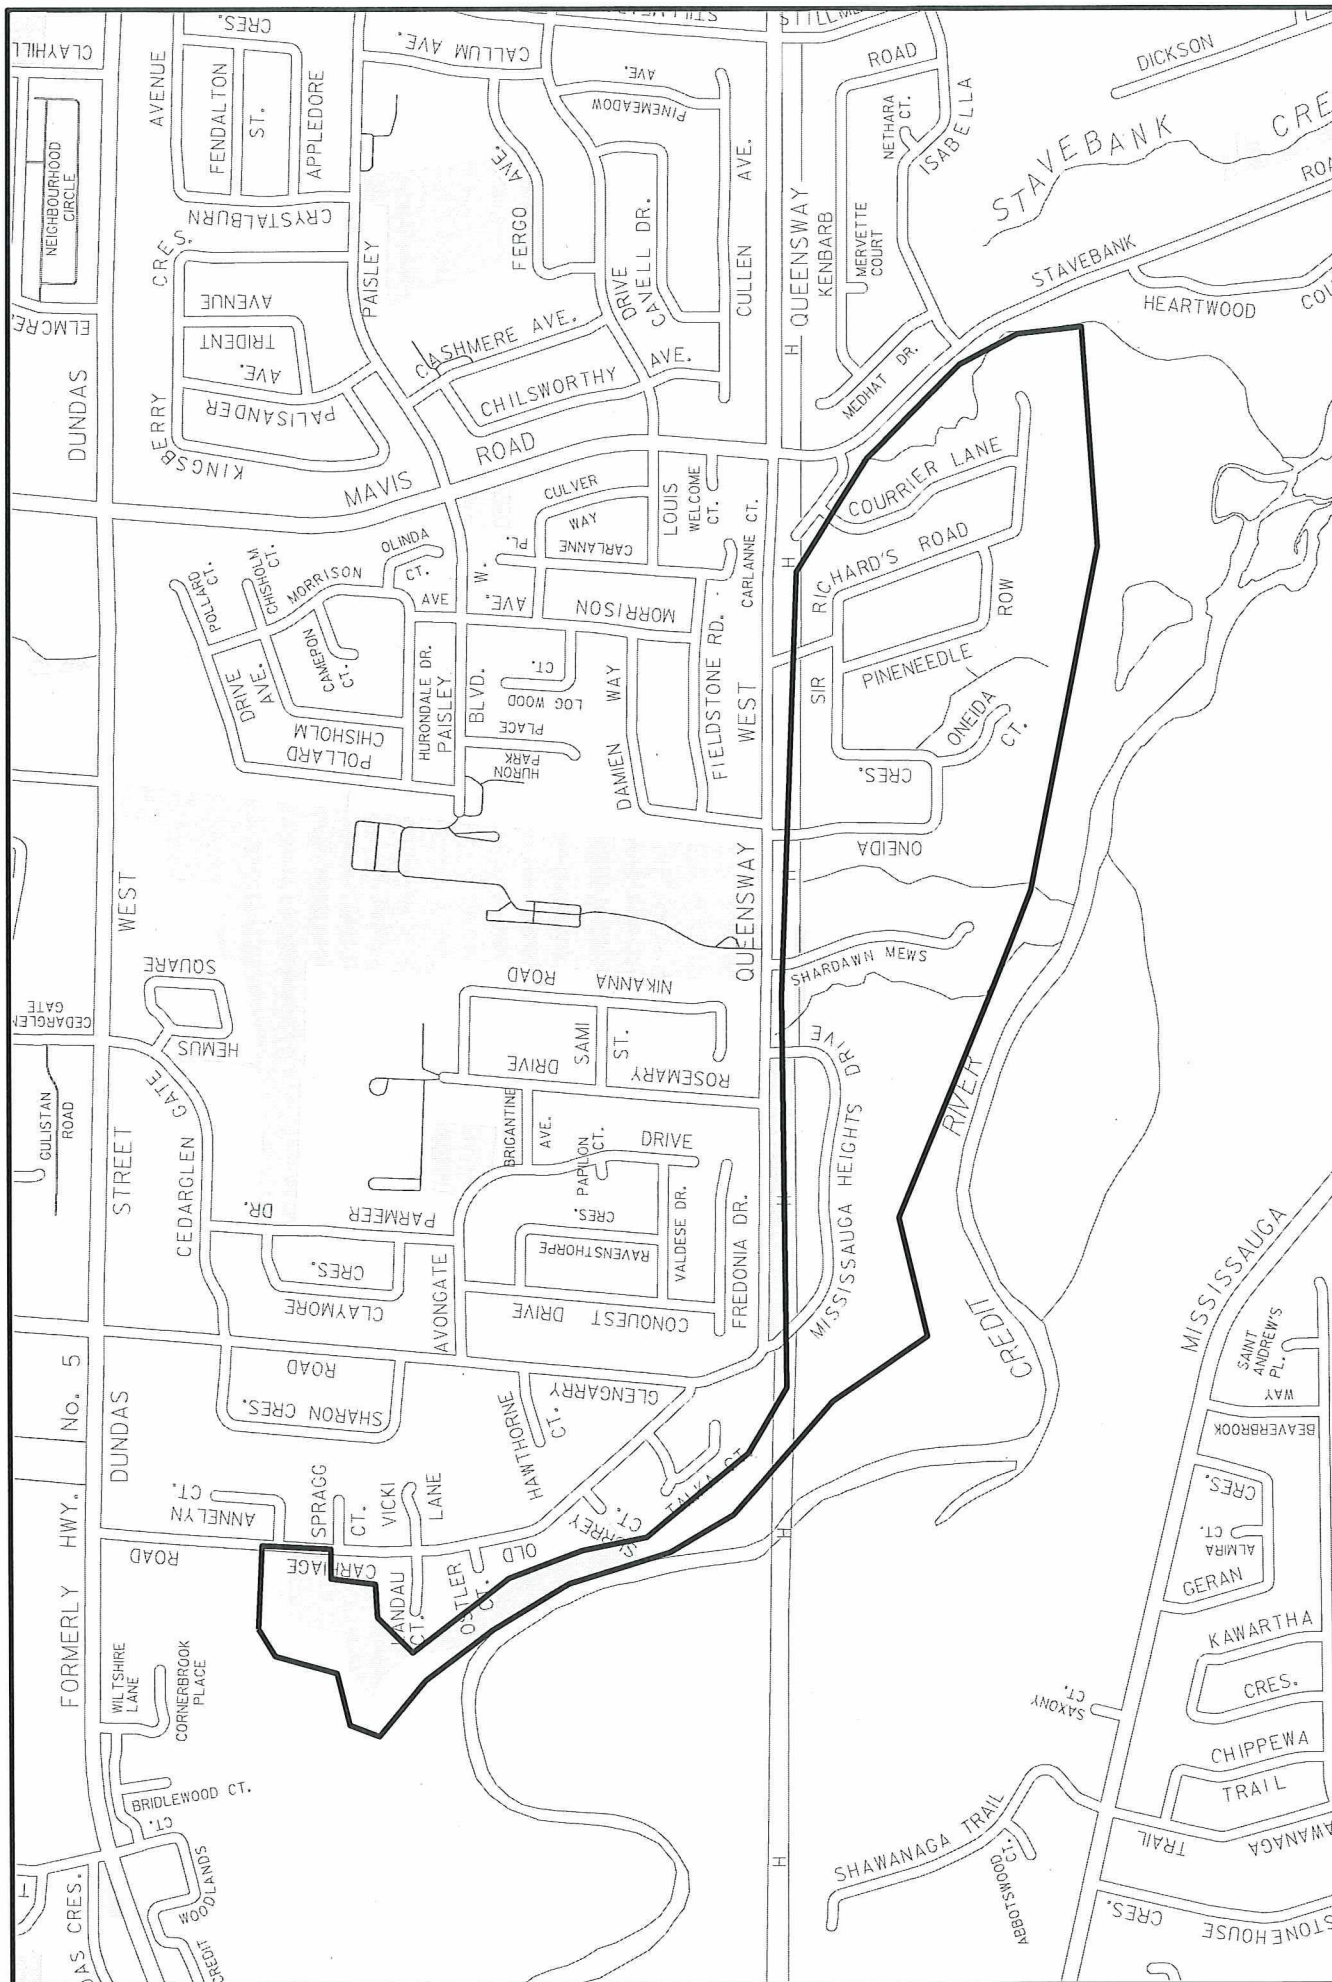 CLAYHILL
NEIGHBOURHOOD
CIRCLE
ELMCRE
DUNDAS
AVENUE
CRES.
FENDALTON
ST.
APPLEDORE
CRYSTALBURN
CRES.
AVENUE
TRIDENT
AVE.
PALISANDER
KINGSBERRY
PAISLEY
CALLUM AVE.
FERGO
AVE.
AVE.
PINEMEADOW
DRIVE
CAVELL DR.
CULLEN AVE.
CASHMERE AVE.
CHILSWORTHY AVE.
MAVIS ROAD
QUEENSWAY
KENBARB
ROAD
NETHARA
CT.
ISABELLA
MERVETTE
COURT
MEDHAT DR.
DICKSON
STAVEBANK
STAVEBANK
HEARTWOOD
H
POLLARD
CT.
CHISHOLM
CT.
MORRISON
AVE
OLINDA
CT.
CAMERON
CT.
DRIVE
AVE.
CHISHOLM
POLLARD
HURONDALE DR.
PAISLEY
BLVD.
W.
CULVER
WAY
CARLANNE
PL.
AVE.
MORRISON
LOUIS
WELCOME
CT.
CARLANNE CT.
LOG WOOD
CT.
HURON
PARK
PLACE
DAMIEN WAY
FIELDSTONE RD.
WEST
H
COURRIER LANE
SIR RICHARD'S ROAD
PINENEEDLE
ROW
ONEIDA
CT.
CRES.
ONEIDA
WEST
SQUARE
HEMUS
CEDARGLEN
GATE
GULISTAN
ROAD
STREET
CEDARGLEN GATE
NIKANNA ROAD
SAMI
ST.
ROSEMARY DRIVE
QUEENSWAY
SHARDAWN MEWS
MISSISSAUGA HEIGHTS DRIVE
BRIGANTINE
AVE.
PAPILON
CT.
DRIVE
PARMEER
DR.
CRES.
RAVENSTHORPE
VALDESE DR.
FREDONIA DR.
CRES.
CLAYMORE
AVONGATE
CONQUEST DRIVE
H
CREDIT RIVER
MISSISSAUGA
SAINT
ANDREW'S
PL.
WAY
BEAVERBROOK
FORMERLY HWY. No. 5
DUNDAS
ROAD
SHARON CRES.
HAWTHORNE
CT.
GLENGARRY
ANNELYN
CT.
SPRAGG
CT.
VICKI
LANE
OLD
CARRIAGE
ROAD
LANDAU
CT.
OSTLER
CT.
SURREY
CT.
TALKA CT.
H
CRES.
ALMIRA
CT.
GERAN
KAWARTHA
CRES.
SAXONY
CT.
CHIPPEWA
TRAIL
WILTSHIRE
LANE
CORNERBROOK
PLACE
BRIDLEWOOD CT.
CT.
WOODLANDS
CREDIT
DAS CRES.
H
SHAWANAGA TRAIL
ABBOTSWOOD
CT.
TRAIL
AWANAGA
CRES.
STONEHOUSE